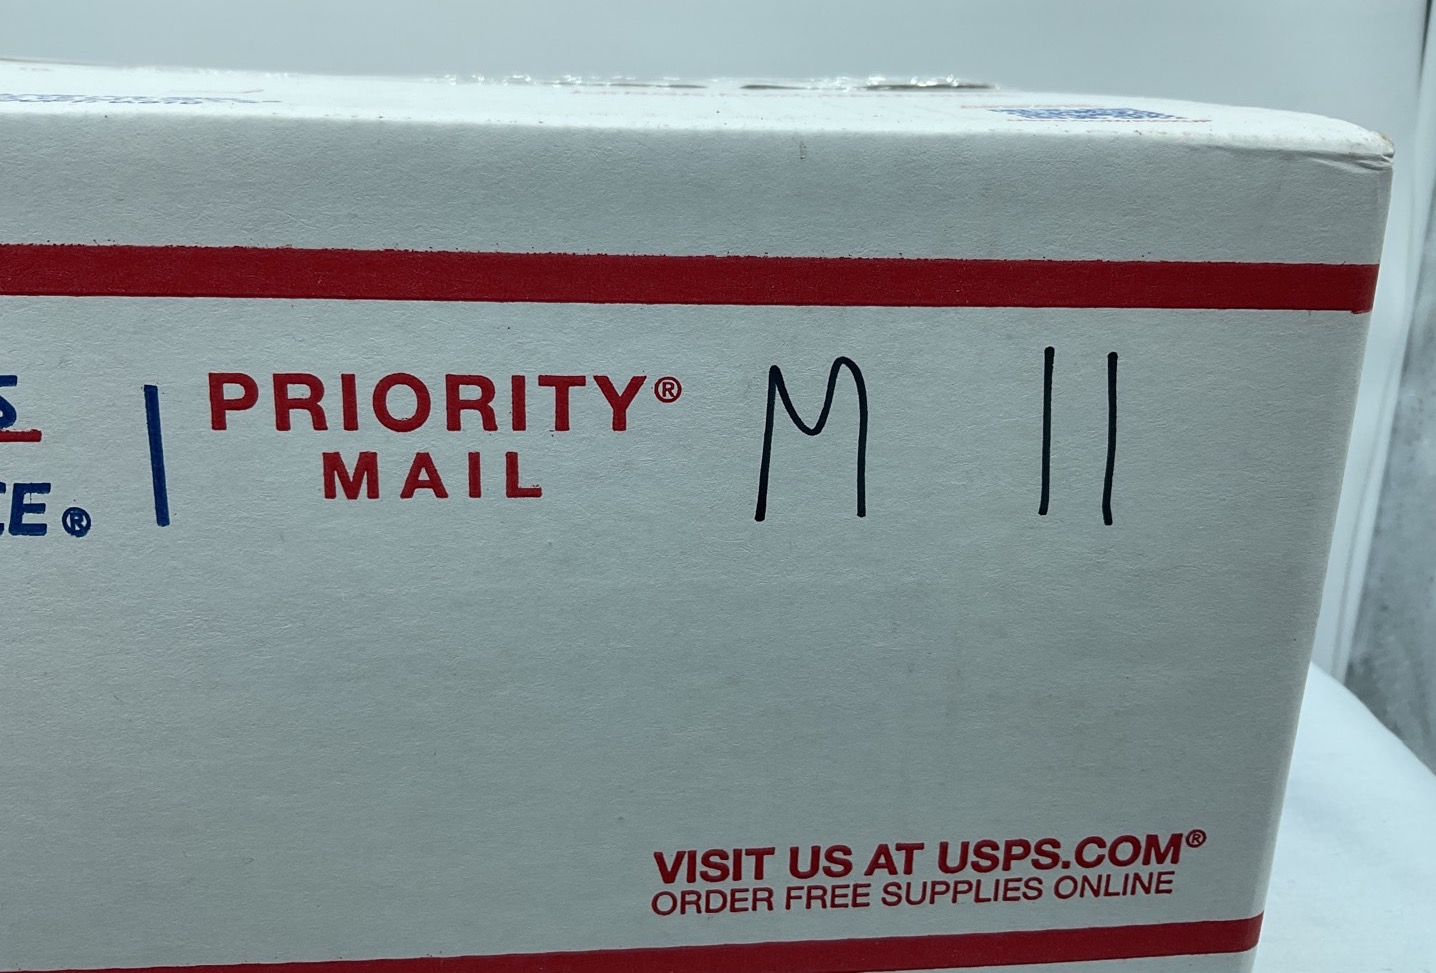 PRIORITY® M 11
MAIL
VISIT US AT USPS.COM®
ORDER FREE SUPPLIES ONLINE